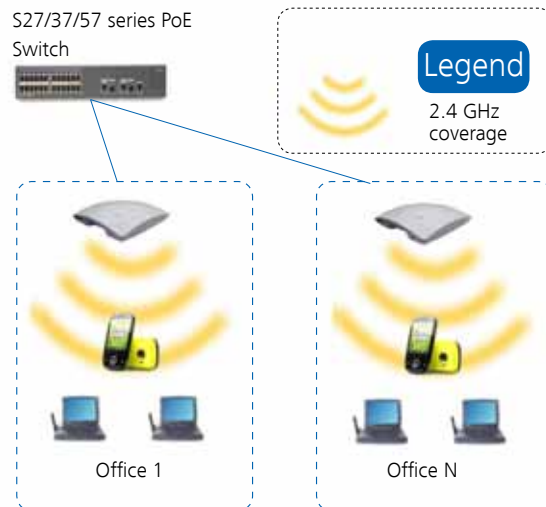 S27/37/57 series PoE
Switch
Legend
2.4 GHz
coverage
Office 1
Office N